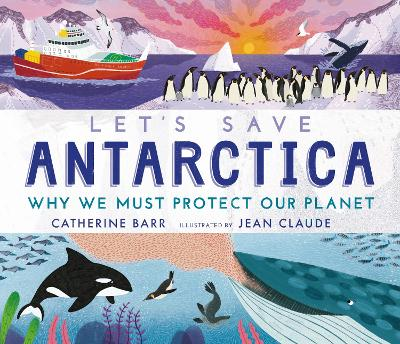 LET'S SAVE
ANTARCTICA
WHY WE MUST PROTECT OUR PLANET
CATHERINE BARR ILLUSTRATED BY JEAN CLAUDE